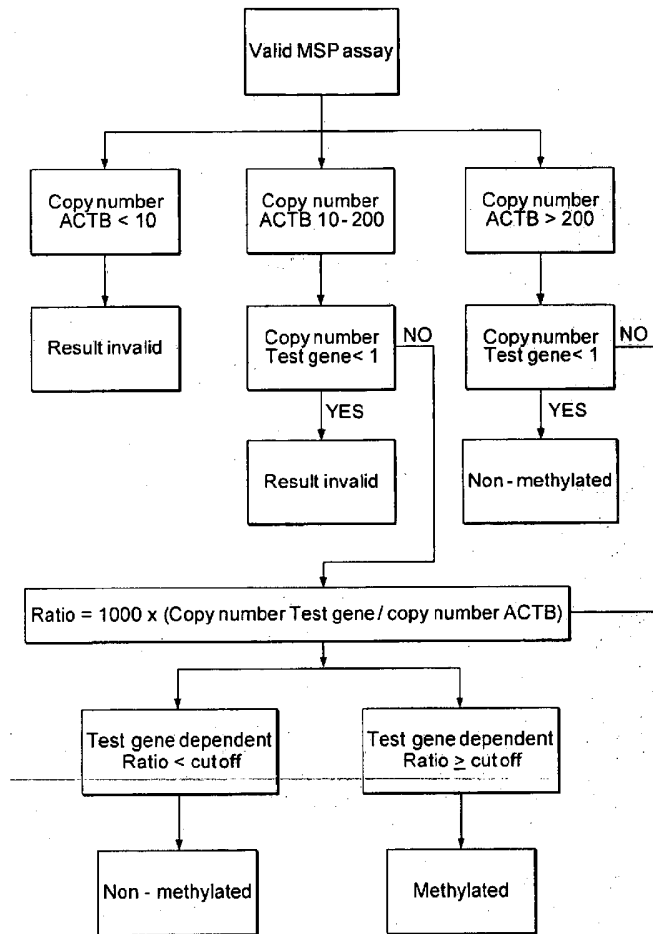 Valid MSP assay
Copy number
ACTB < 10
Copy number
ACTB 10 - 200
Copy number
ACTB > 200
Result invalid
Copy number
Test gene < 1
NO
Copy number
Test gene < 1
NO
YES
YES
Result invalid
Non - methylated
Ratio = 1000 x (Copy number Test gene / copy number ACTB)
Test gene dependent
Ratio < cutoff
Test gene dependent
Ratio ≥ cutoff
Non - methylated
Methylated